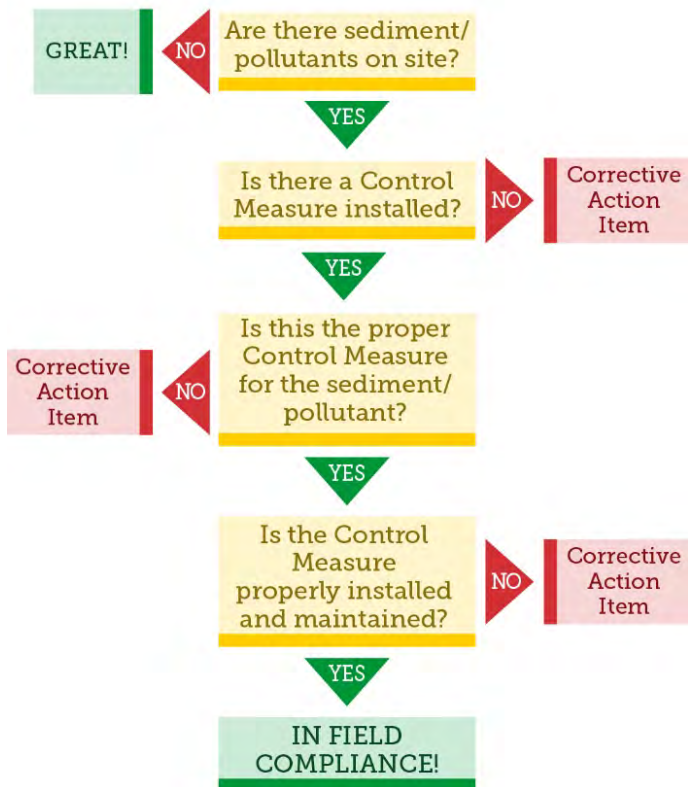 Are there sediment/
pollutants on site?
NO
GREAT!
YES
Is there a Control
Measure installed?
NO
Corrective
Action
Item
YES
Is this the proper
Control Measure
for the sediment/
pollutant?
NO
Corrective
Action
Item
YES
Is the Control
Measure
properly installed
and maintained?
NO
Corrective
Action
Item
YES
IN FIELD
COMPLIANCE!